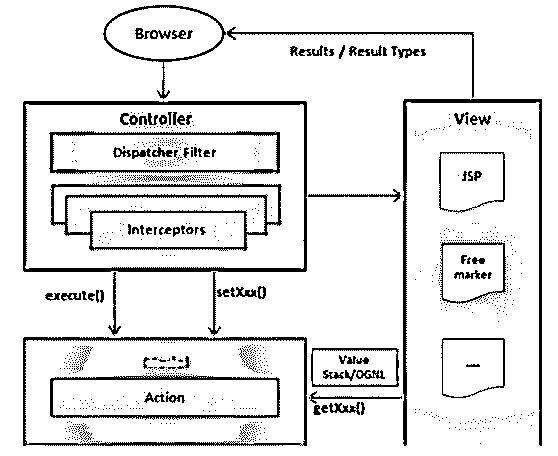 Browser
Results / Result Types
Controller
View
Dispatcher Filter
JSP
Interceptors
Free
marker
execute()
setXxx()
Value
Stack/OGNL
Action
getXxx()